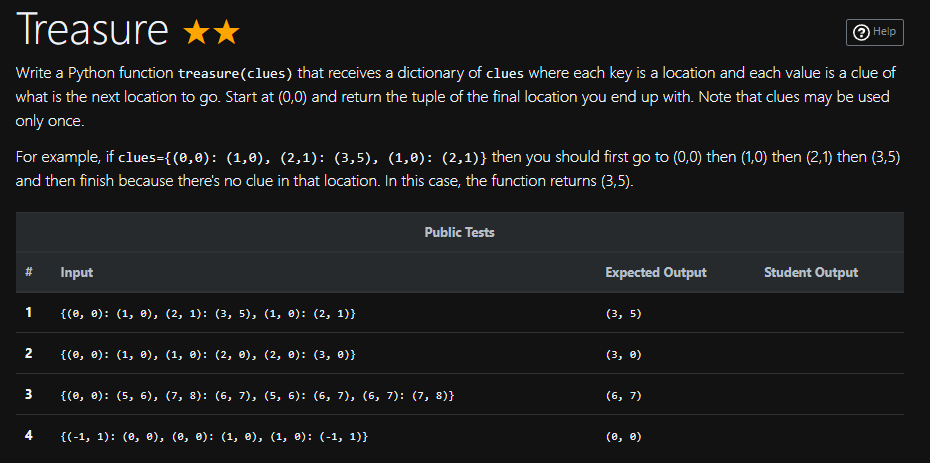 Treasure
Help
Write a Python function treasure(clues) that receives a dictionary of clues where each key is a location and each value is a clue of
what is the next location to go. Start at (0,0) and return the tuple of the final location you end up with. Note that clues may be used
only once.
For example, if clues={(0,0): (1,0), (2,1): (3,5), (1,0): (2,1)} then you should first go to (0,0) then (1,0) then (2,1) then (3,5)
and then finish because there's no clue in that location. In this case, the function returns (3,5).
Public Tests
# Input Expected Output Student Output
1 {(0, 0): (1, 0), (2, 1): (3, 5), (1, 0): (2, 1)} (3, 5)
2 {(0, 0): (1, 0), (1, 0): (2, 0), (2, 0): (3, 0)} (3, 0)
3 {(0, 0): (5, 6), (7, 8): (6, 7), (5, 6): (6, 7), (6, 7): (7, 8)} (6, 7)
4 {(-1, 1): (0, 0), (0, 0): (1, 0), (1, 0): (-1, 1)} (0, 0)